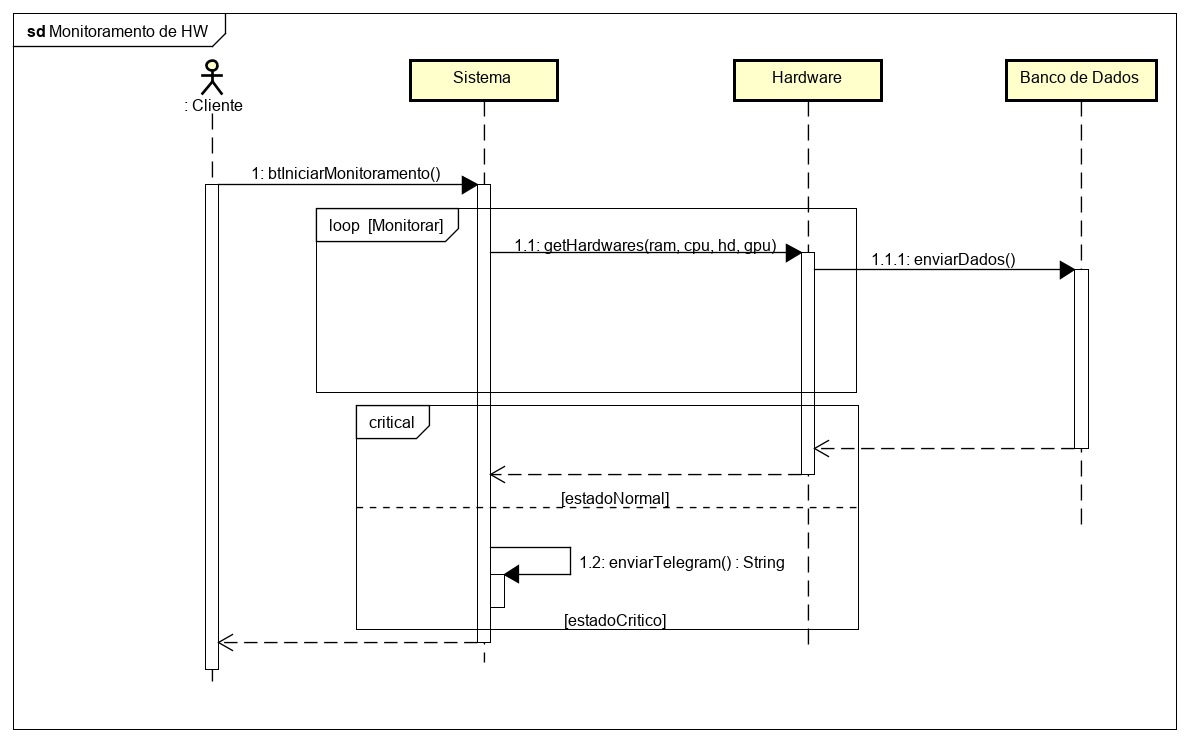 sd Monitoramento de HW
: Cliente
Sistema
Hardware
Banco de Dados
1: btIniciarMonitoramento()
loop [Monitorar]
1.1: getHardwares(ram, cpu, hd, gpu)
1.1.1: enviarDados()
critical
[estadoNormal]
1.2: enviarTelegram() : String
[estadoCritico]